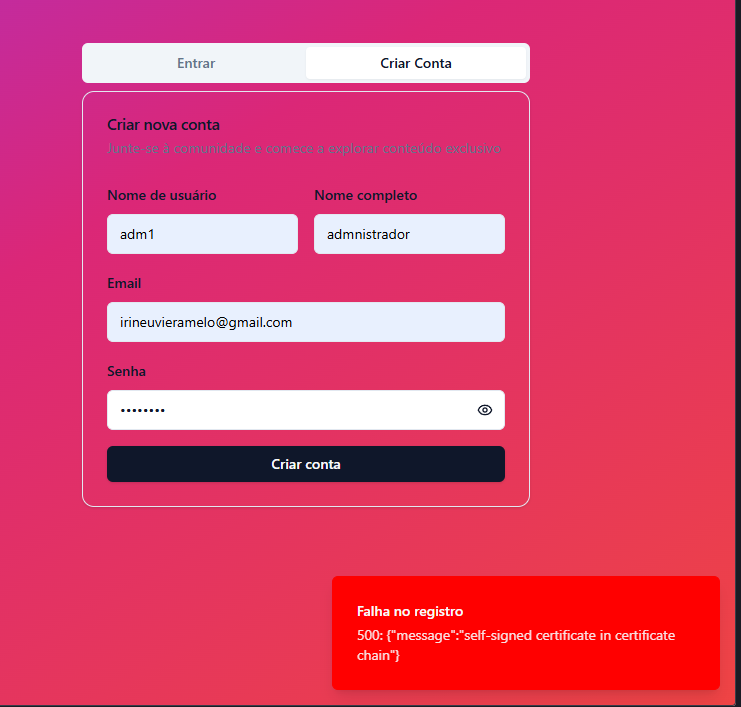 Entrar
Criar Conta
Criar nova conta
Junte-se à comunidade e comece a explorar conteúdo exclusivo
Nome de usuário
Nome completo
adm1
admnistrador
Email
irineuvieramelo@gmail.com
Senha
••••••••
Criar conta
Falha no registro
500: {"message":"self-signed certificate in certificate
chain"}